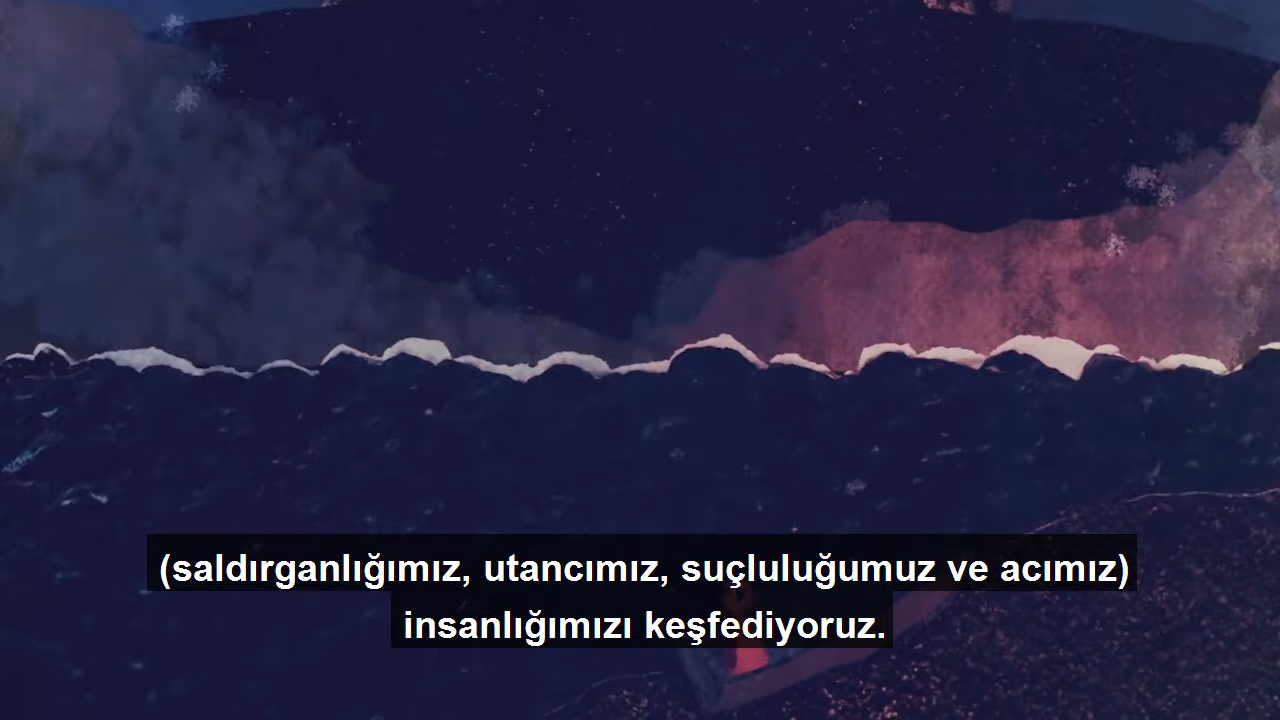 (saldırganlığımız, utancımız, suçluluğumuz ve acımız)
insanlığımızı keşfediyoruz.